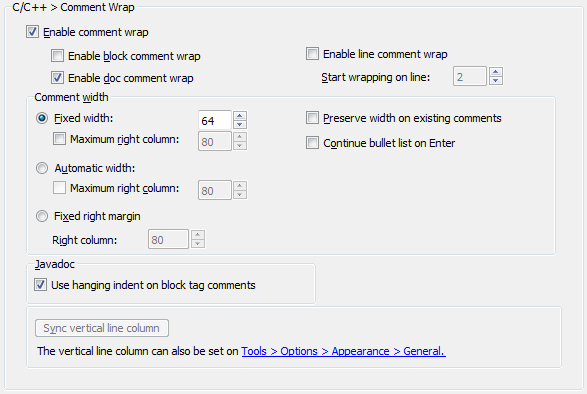 C/C++ > Comment Wrap
Enable comment wrap
Enable block comment wrap
Enable line comment wrap
Enable doc comment wrap
Start wrapping on line: 2
Comment width
Fixed width: 64
Preserve width on existing comments
Maximum right column: 80
Continue bullet list on Enter
Automatic width:
Maximum right column: 80
Fixed right margin
Right column: 80
Javadoc
Use hanging indent on block tag comments
Sync vertical line column
The vertical line column can also be set on Tools > Options > Appearance > General.